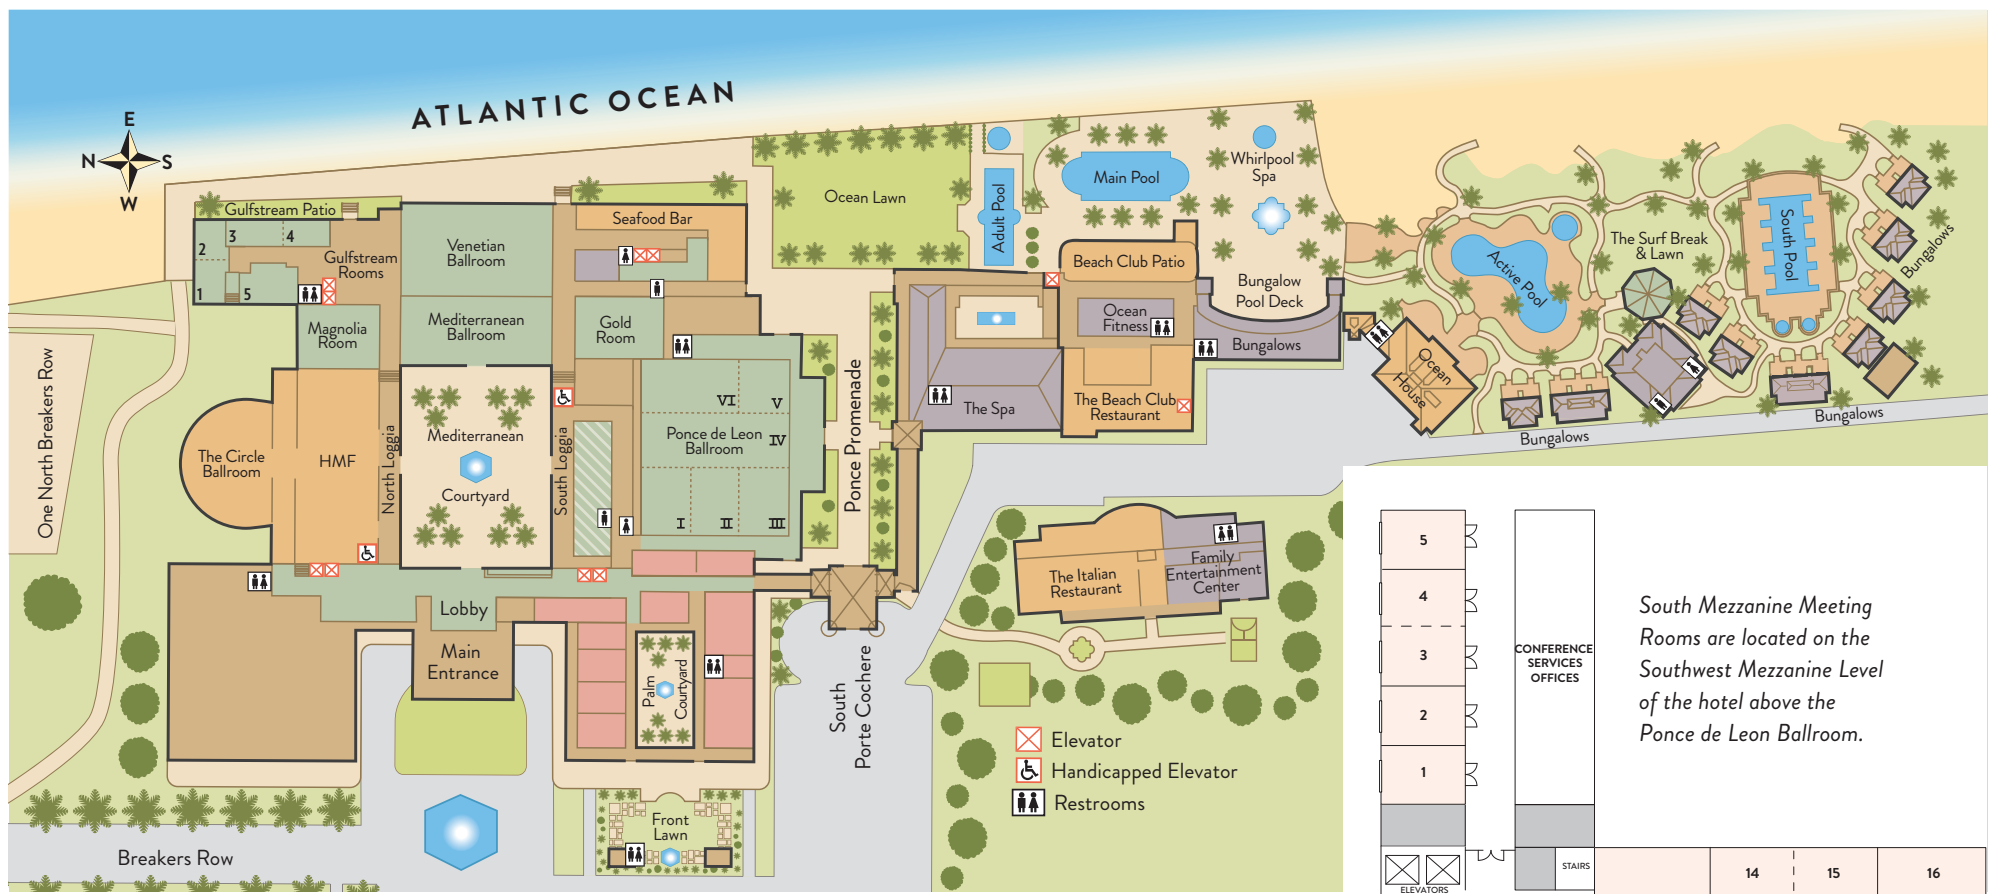 ATLANTIC OCEAN
E
N
S
W
Gulfstream Patio
2
3
4
1
5
Gulfstream
Rooms
Magnolia
Room
Venetian
Ballroom
Mediterranean
Ballroom
Seafood Bar
Gold
Room
Ocean Lawn
Adult Pool
Main Pool
Whirlpool
Spa
Beach Club Patio
Bungalow
Pool Deck
Ocean
Fitness
Bungalows
The Spa
The Beach Club
Restaurant
Ocean
House
Active Pool
The Surf Break
& Lawn
South Pool
Bungalows
Bungalows
Bungalows
One North Breakers Row
The Circle
Ballroom
HMF
North Loggia
Mediterranean
Courtyard
South Loggia
Ponce de Leon
Ballroom
VI
V
IV
I
II
III
Ponce Promenade
Lobby
Main
Entrance
Palm
Courtyard
South
Porte Cochere
The Italian
Restaurant
Family
Entertainment
Center
Front
Lawn
Breakers Row
Elevator
Handicapped Elevator
Restrooms
5
4
3
2
1
CONFERENCE
SERVICES
OFFICES
ELEVATORS
STAIRS
14
15
16
South Mezzanine Meeting
Rooms are located on the
Southwest Mezzanine Level
of the hotel above the
Ponce de Leon Ballroom.